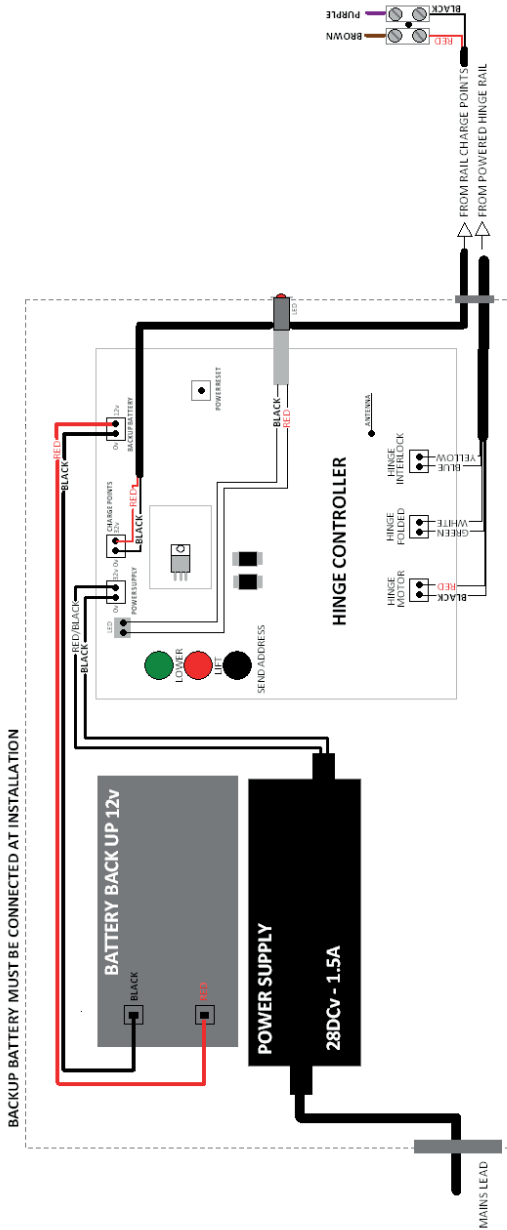 BACKUP BATTERY MUST BE CONNECTED AT INSTALLATION
RED
BLACK
RED/BLACK
BLACK
BATTERY BACK UP 12v
BLACK
RED
POWER SUPPLY
28DCv - 1.5A
MAINS LEAD
LED
0v
32v
POWER SUPPLY
0v
32v
CHARGE POINTS
RED
BLACK
0v
12v
BACKUP BATTERY
POWER RESET
LOWER
LIFT
SEND ADDRESS
BLACK
RED
LED
HINGE CONTROLLER
ANTENNA
HINGE
MOTOR
BLACK
RED
HINGE
FOLDED
GREEN
WHITE
HINGE
INTERLOCK
BLUE
YELLOW
FROM RAIL CHARGE POINTS
FROM POWERED HINGE RAIL
BROWN
PURPLE
RED
BLACK